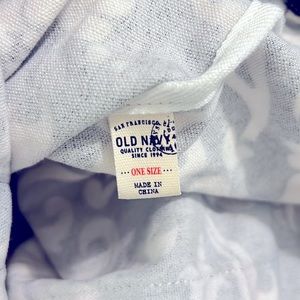 SAN FRANCISCO
OLD NAVY
QUALITY CLOTHING
SINCE 1994
ONE SIZE
MADE IN
CHINA